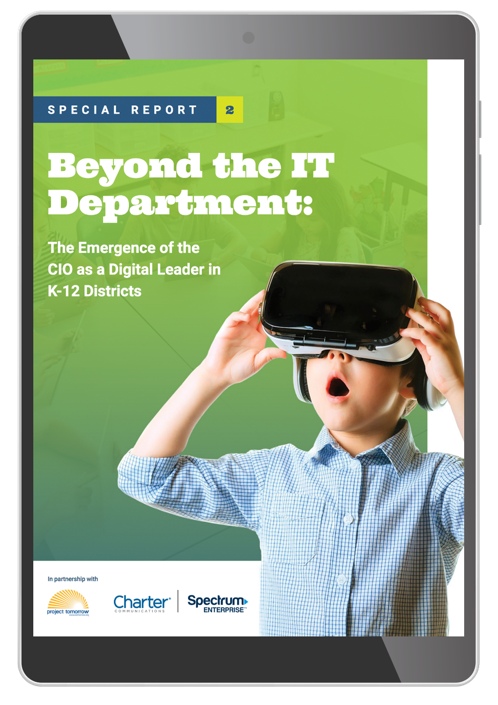 SPECIAL REPORT 2
Beyond the IT
Department:
The Emergence of the
CIO as a Digital Leader in
K-12 Districts
In partnership with
project tomorrow
Charter
COMMUNICATIONS
Spectrum
ENTERPRISE